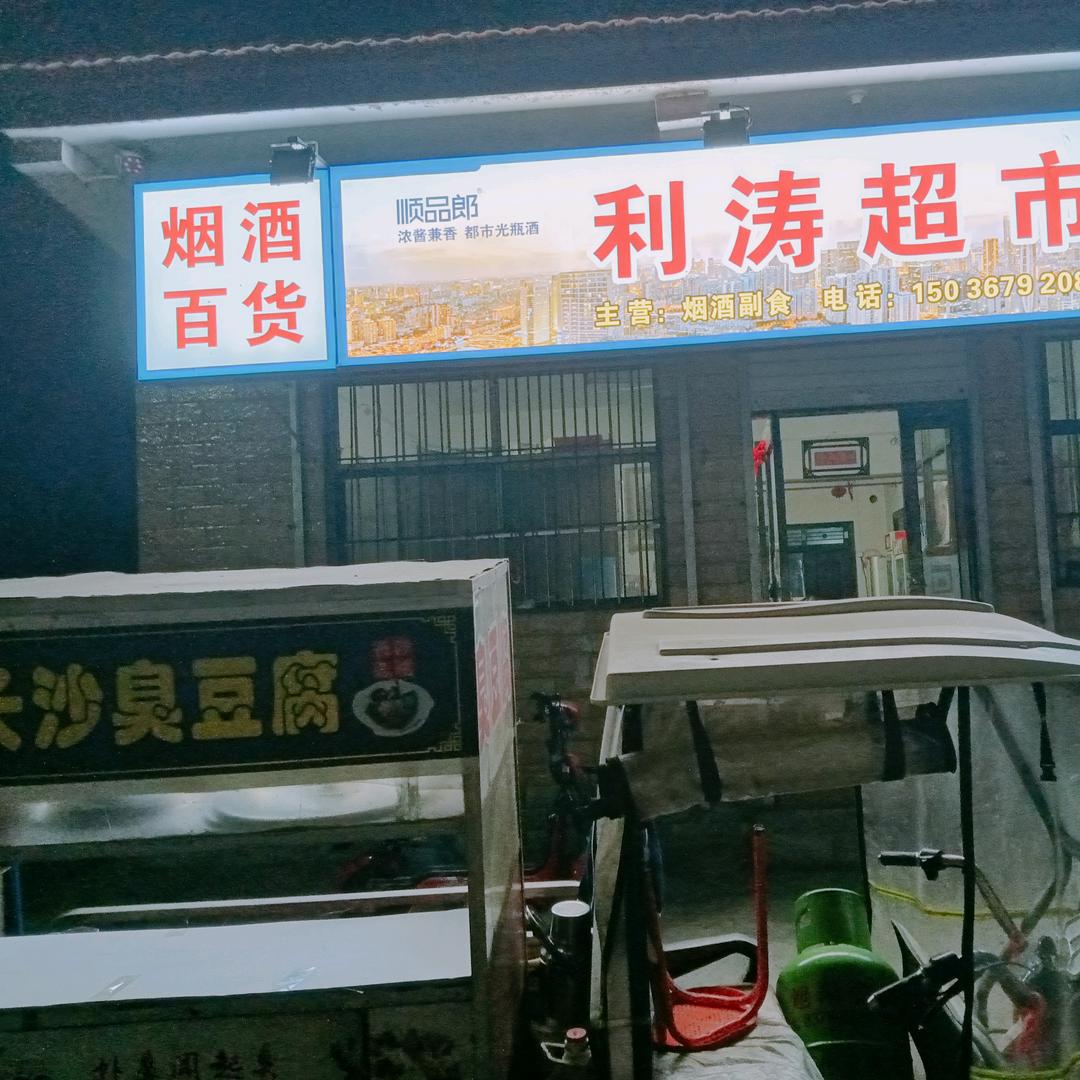 烟酒
百货
顺品郎
浓酱兼香 都市光瓶酒
利涛超市
主营：烟酒副食 电话：150 3679 208
长沙臭豆腐